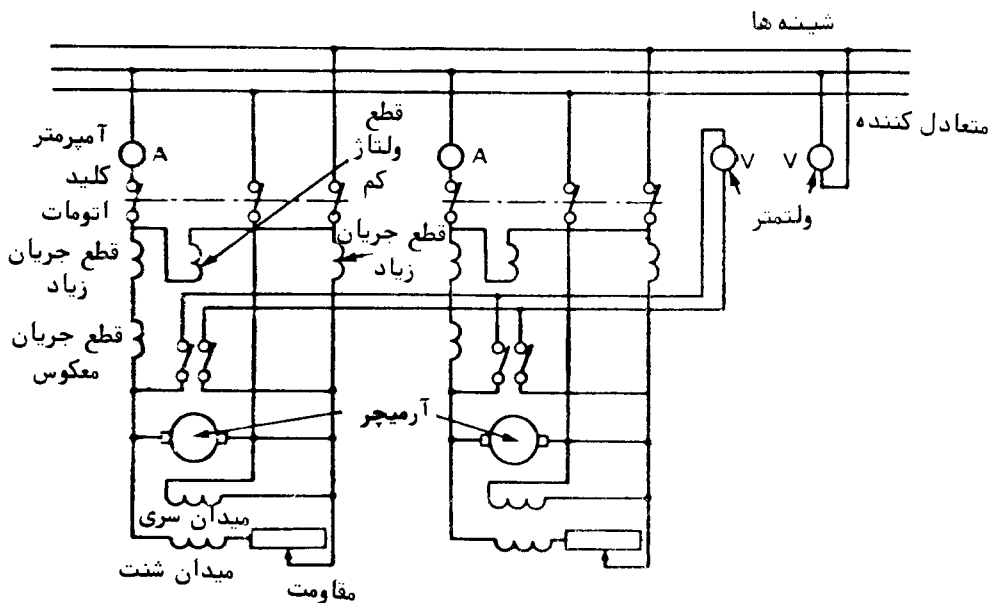 شینه ها
متعادل کننده
قطع
ولتاژ
کم
آمپرمتر
A
A
V
V
کلید
اتومات
ولتمتر
قطع جریان
زیاد
قطع جریان
زیاد
قطع جریان
معکوس
آرمیچر
میدان سری
میدان شنت
مقاومت